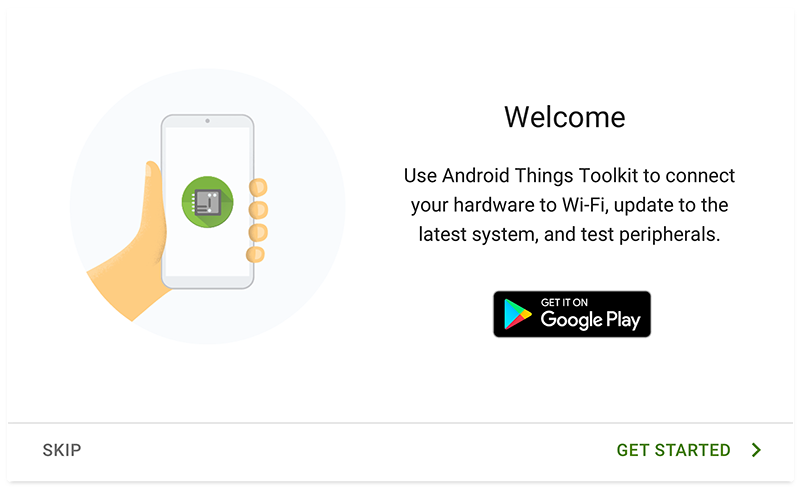 Welcome
Use Android Things Toolkit to connect
your hardware to Wi-Fi, update to the
latest system, and test peripherals.
GET IT ON
Google Play
SKIP
GET STARTED